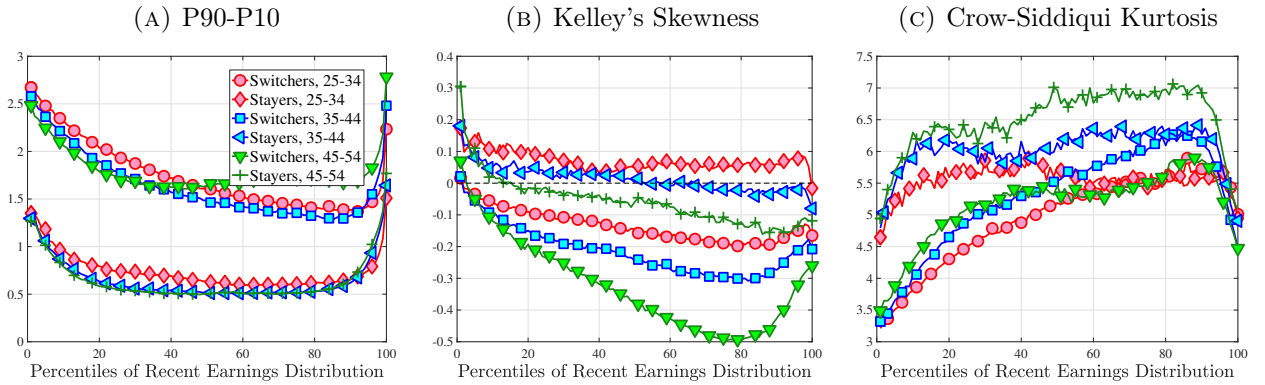 (A) P90-P10
3
2.5
2
1.5
1
0.5
0
0 20 40 60 80 100
Percentiles of Recent Earnings Distribution
Switchers, 25-34
Stayers, 25-34
Switchers, 35-44
Stayers, 35-44
Switchers, 45-54
Stayers, 45-54
(B) Kelley's Skewness
0.4
0.3
0.2
0.1
0
-0.1
-0.2
-0.3
-0.4
-0.5
0 20 40 60 80 100
Percentiles of Recent Earnings Distribution
(C) Crow-Siddiqui Kurtosis
7.5
7
6.5
6
5.5
5
4.5
4
3.5
3
0 20 40 60 80 100
Percentiles of Recent Earnings Distribution